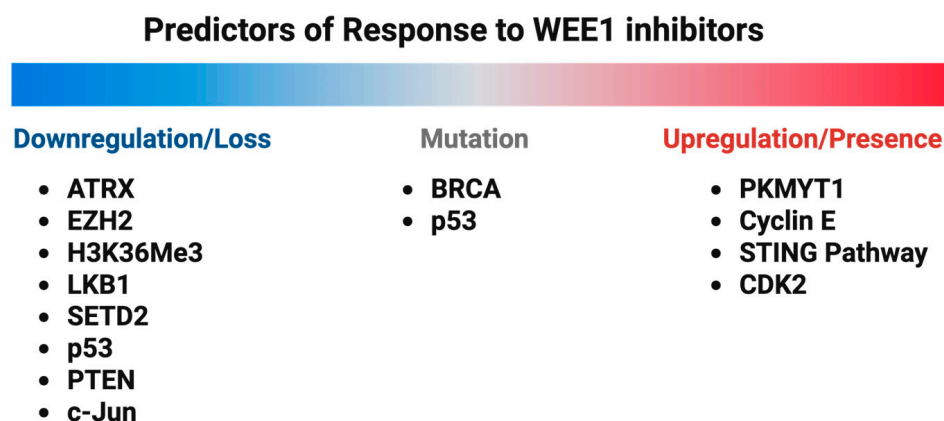 Predictors of Response to WEE1 inhibitors
Downregulation/Loss
• ATRX
• EZH2
• H3K36Me3
• LKB1
• SETD2
• p53
• PTEN
• c-Jun
Mutation
• BRCA
• p53
Upregulation/Presence
• PKMYT1
• Cyclin E
• STING Pathway
• CDK2